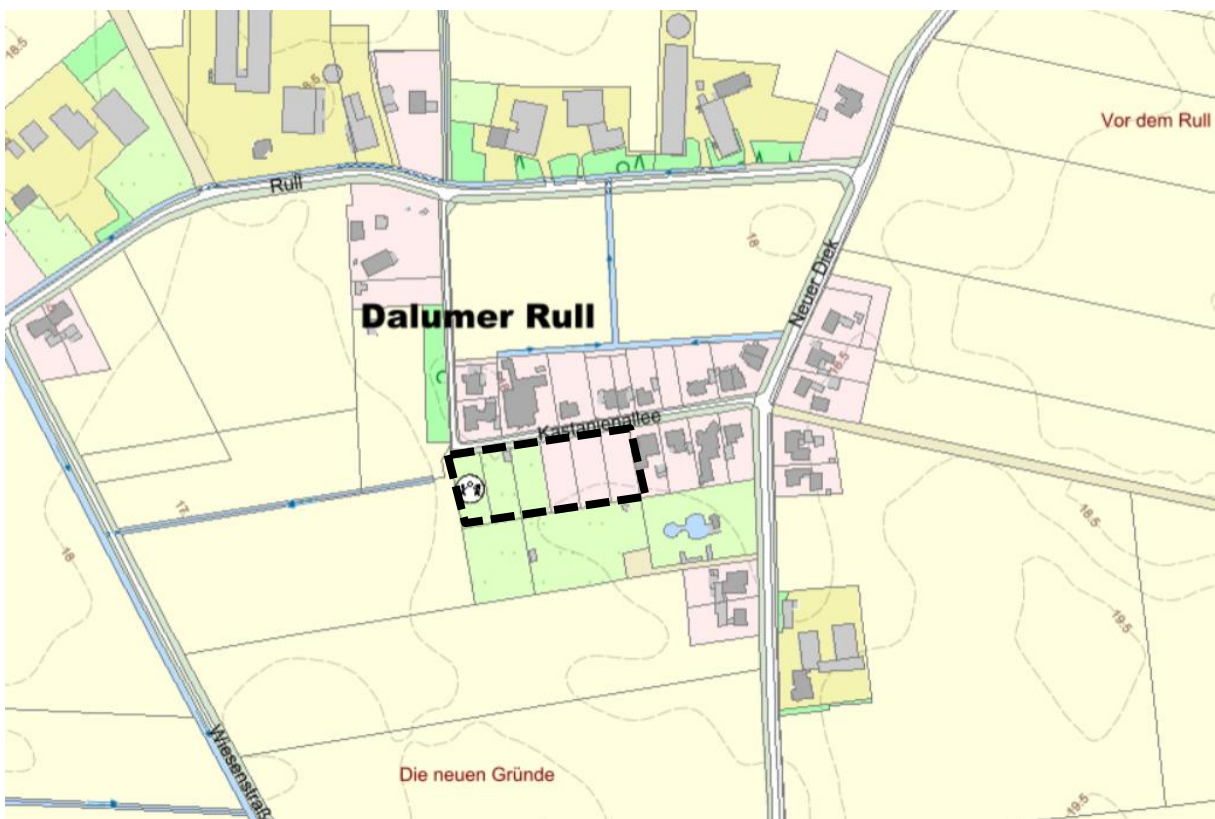 18.5
18.5
Vor dem Rull
Rull
18
Neuer Diek
Dalumer Rull
18.5
Kastanienallee
17
18
18.5
19.5
Wiesenstraß
Die neuen Gründe
19.5